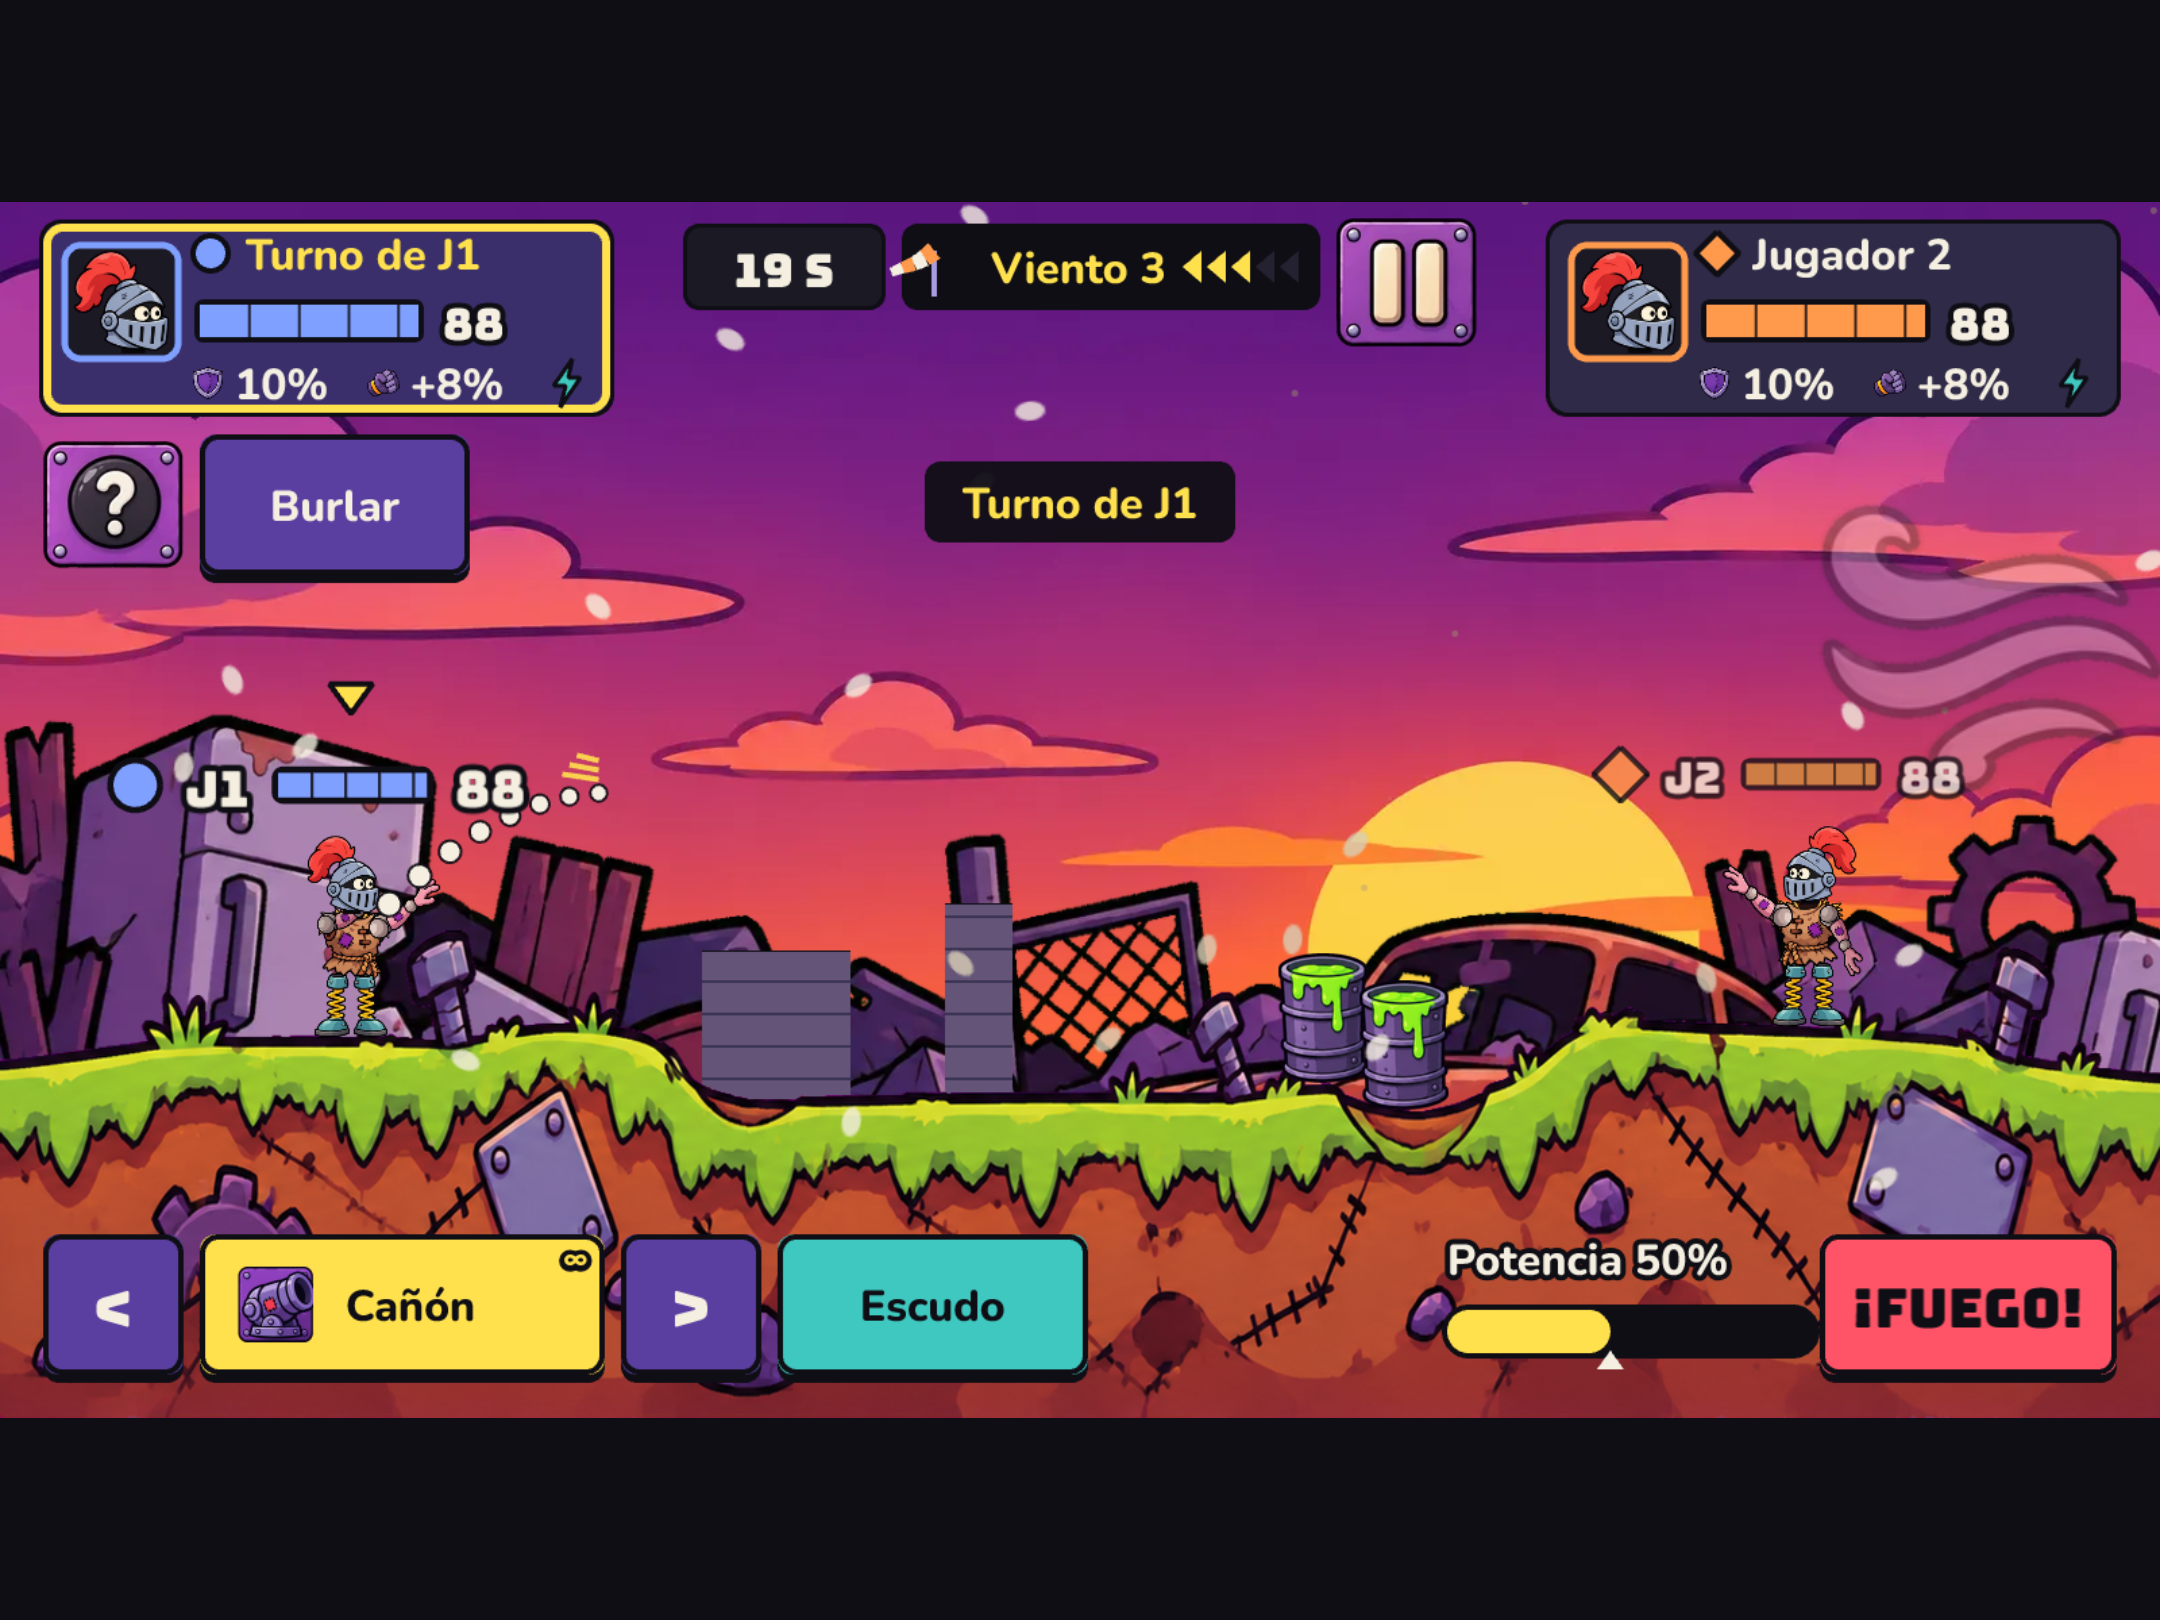 Turno de J1
88
10% +8%
19 S
Viento 3
Jugador 2
88
10% +8%
?
Burlar
Turno de J1
J1 88
J2 88
<
Cañón
∞
>
Escudo
Potencia 50%
¡FUEGO!